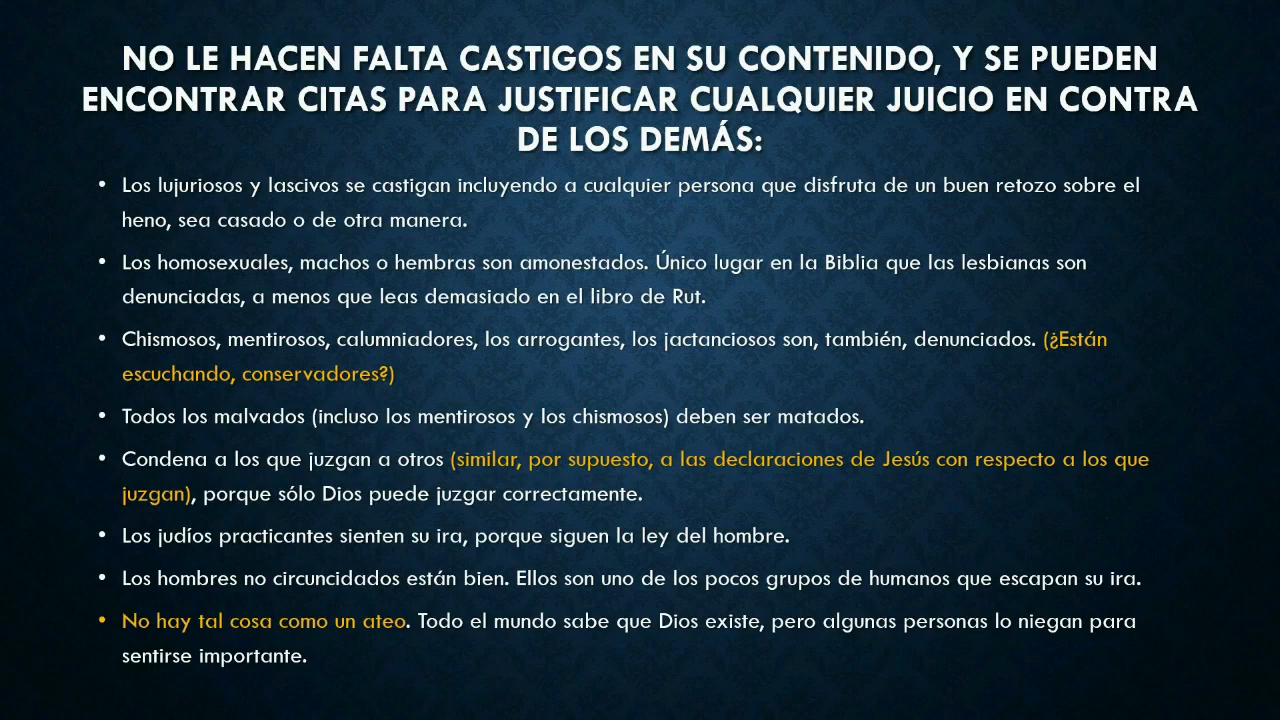 NO LE HACEN FALTA CASTIGOS EN SU CONTENIDO, Y SE PUEDEN
ENCONTRAR CITAS PARA JUSTIFICAR CUALQUIER JUICIO EN CONTRA
DE LOS DEMÁS:
• Los lujuriosos y lascivos se castigan incluyendo a cualquier persona que disfruta de un buen retozo sobre el
heno, sea casado o de otra manera.
• Los homosexuales, machos o hembras son amonestados. Único lugar en la Biblia que las lesbianas son
denunciadas, a menos que leas demasiado en el libro de Rut.
• Chismosos, mentirosos, calumniadores, los arrogantes, los jactanciosos son, también, denunciados. (¿Están
escuchando, conservadores?)
• Todos los malvados (incluso los mentirosos y los chismosos) deben ser matados.
• Condena a los que juzgan a otros (similar, por supuesto, a las declaraciones de Jesús con respecto a los que
juzgan), porque sólo Dios puede juzgar correctamente.
• Los judíos practicantes sienten su ira, porque siguen la ley del hombre.
• Los hombres no circuncidados están bien. Ellos son uno de los pocos grupos de humanos que escapan su ira.
• No hay tal cosa como un ateo. Todo el mundo sabe que Dios existe, pero algunas personas lo niegan para
sentirse importante.